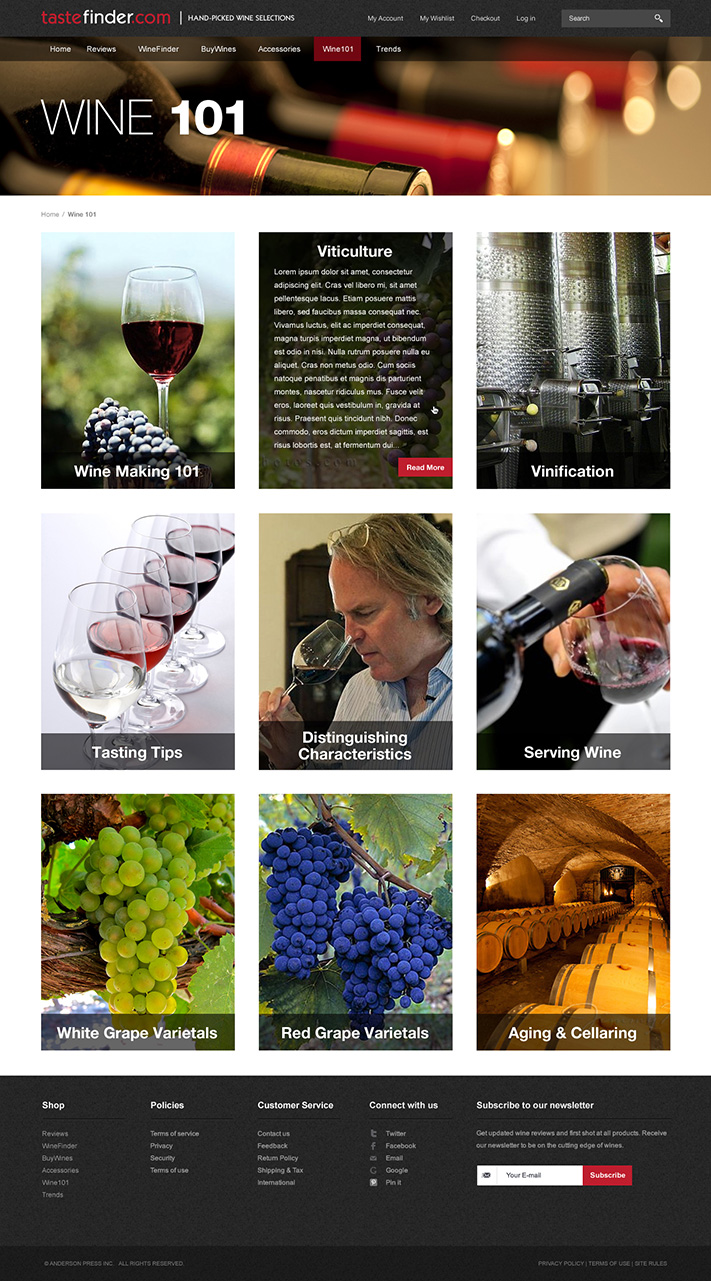 tastefinder.com | HAND-PICKED WINE SELECTIONS
My Account My Wishlist Checkout Log in Search
Home Reviews WineFinder BuyWines Accessories Wine101 Trends
WINE 101
Home / Wine 101
Wine Making 101
Viticulture
Lorem ipsum dolor sit amet, consectetur
adipiscing elit. Cras vel libero mi, sit amet
pellentesque lacus. Etiam posuere mattis
libero, sed faucibus massa consequat nec.
Vivamus luctus, elit ac imperdiet consequat,
magna turpis imperdiet magna, ut bibendum
est odio in nisi. Nulla rutrum posuere nulla eu
aliquet. Cras non metus odio. Cum sociis
natoque penatibus et magnis dis parturient
montes, nascetur ridiculus mus. Fusce velit
eros, laoreet quis vestibulum in, gravida at
risus. Praesent quis tincidunt nibh. Donec
commodo, eros dictum imperdiet sagittis, est
risus lobortis est, at fermentum dui...
Read More
Vinification
Tasting Tips
Distinguishing
Characteristics
Serving Wine
White Grape Varietals
Red Grape Varietals
Aging & Cellaring
Shop
Reviews
WineFinder
BuyWines
Accessories
Wine101
Trends
Policies
Terms of service
Privacy
Security
Terms of use
Customer Service
Contact us
Feedback
Return Policy
Shipping & Tax
International
Connect with us
Twitter
Facebook
Email
Google
Pin it
Subscribe to our newsletter
Get updated wine reviews and first shot at all products. Receive
our newsletter to be on the cutting edge of wines.
Your E-mail Subscribe
© ANDERSON PRESS INC. ALL RIGHTS RESERVED.
PRIVACY POLICY | TERMS OF USE | SITE RULES